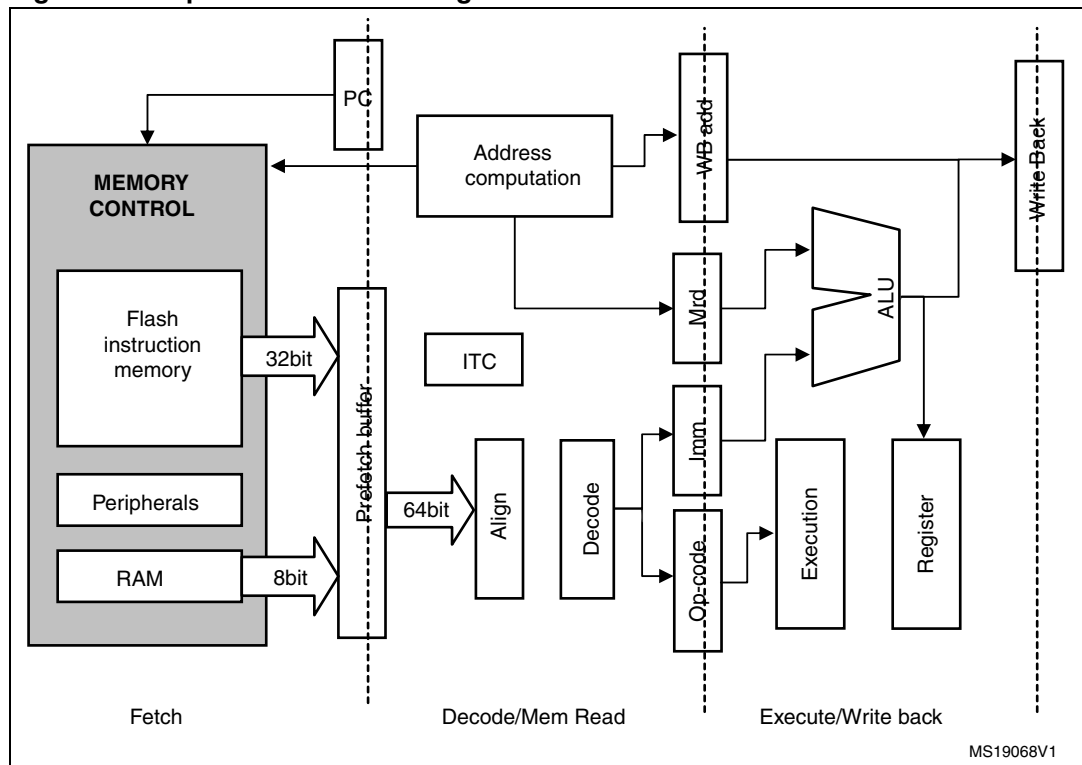 PC
MEMORY
CONTROL
Address
computation
WB add
Write Back
Flash
instruction
memory
32bit
Prefetch buffer
ITC
Mrd
ALU
Imm
Peripherals
64bit
Align
Decode
Op-code
Execution
Register
RAM
8bit
Fetch
Decode/Mem Read
Execute/Write back
MS19068V1